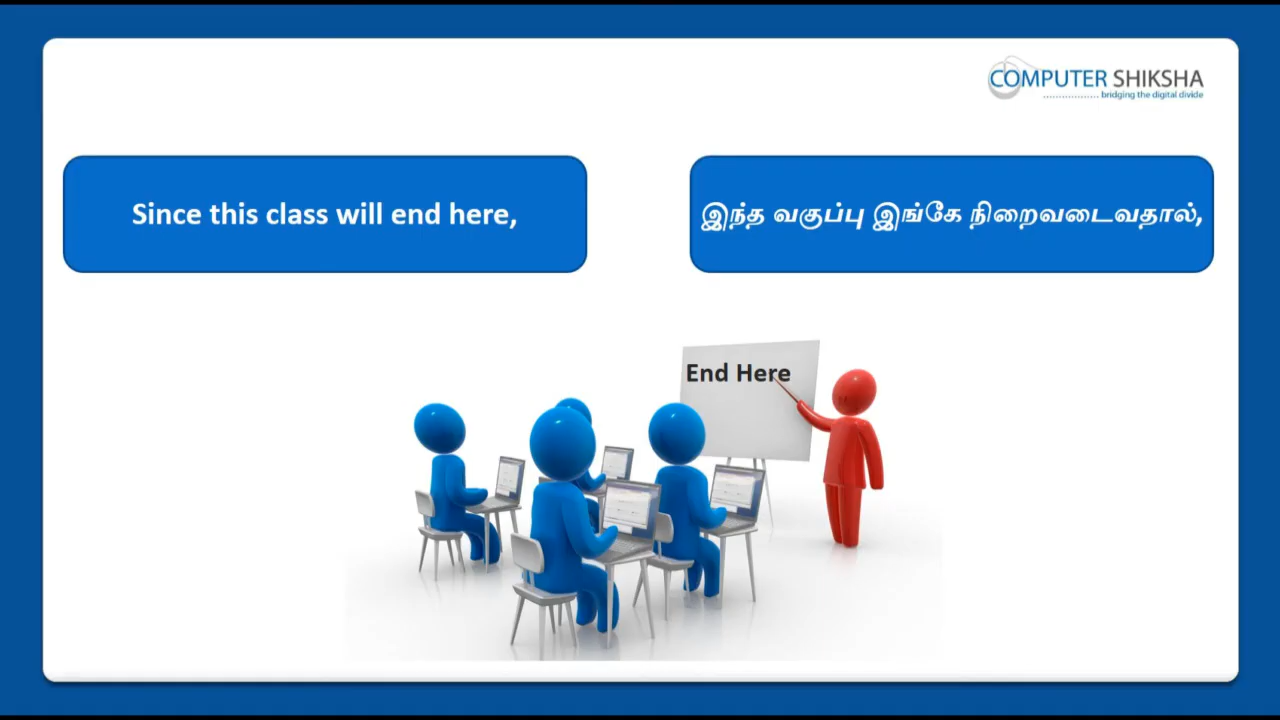 COMPUTER SHIKSHA
bridging the digital divide
Since this class will end here,
இந்த வகுப்பு இங்கே நிறைவடைவதால்,
End Here